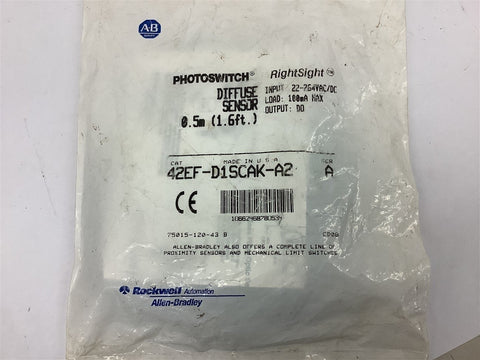 A-B
PHOTOSWITCH® RightSight™
DIFFUSE INPUT: 22-264VAC/DC
SENSOR LOAD: 100mA MAX
0.5m (1.6ft.) OUTPUT: DO
CAT MADE IN U S A SER
42EF-D1SCAK-A2 A
CE
75015-120-43 B
ALLEN-BRADLEY ALSO OFFERS A COMPLETE LINE OF
PROXIMITY SENSORS AND MECHANICAL LIMIT SWITCHES
Rockwell Automation
Allen-Bradley